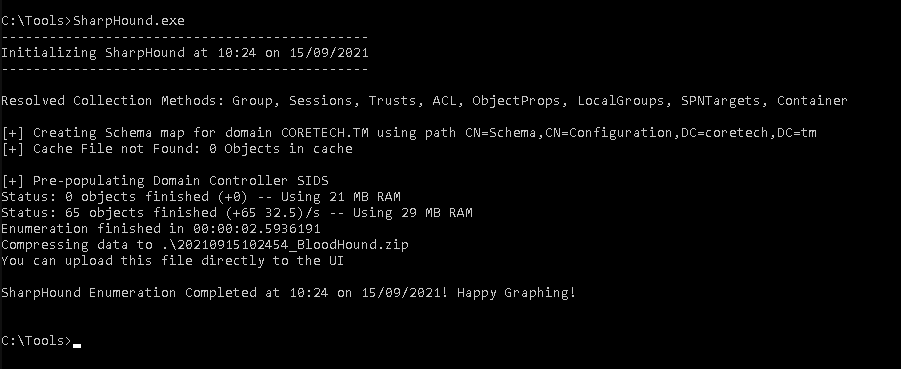 C:\Tools>SharpHound.exe
----------------------------------------------
Initializing SharpHound at 10:24 on 15/09/2021
----------------------------------------------
Resolved Collection Methods: Group, Sessions, Trusts, ACL, ObjectProps, LocalGroups, SPNTargets, Container
[+] Creating Schema map for domain CORETECH.TM using path CN=Schema,CN=Configuration,DC=coretech,DC=tm
[+] Cache File not Found: 0 Objects in cache
[+] Pre-populating Domain Controller SIDS
Status: 0 objects finished (+0) -- Using 21 MB RAM
Status: 65 objects finished (+65 32.5)/s -- Using 29 MB RAM
Enumeration finished in 00:00:02.5936191
Compressing data to .\20210915102454_BloodHound.zip
You can upload this file directly to the UI
SharpHound Enumeration Completed at 10:24 on 15/09/2021! Happy Graphing!
C:\Tools>